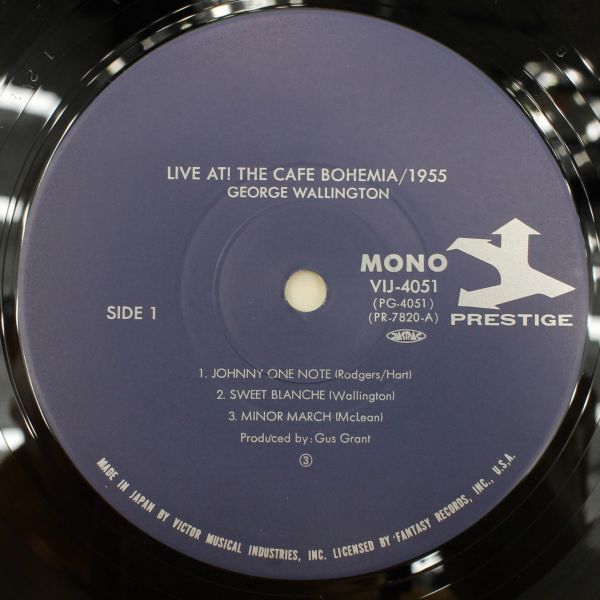 LIVE AT! THE CAFE BOHEMIA/1955
GEORGE WALLINGTON
MONO
VIJ-4051
(PG-4051)
(PR-7820-A)
JASRAC
PRESTIGE
SIDE 1
1. JOHNNY ONE NOTE (Rodgers/Hart)
2. SWEET BLANCHE (Wallington)
3. MINOR MARCH (McLean)
Produced by: Gus Grant
③
MADE IN JAPAN BY VICTOR MUSICAL INDUSTRIES, INC. LICENSED BY FANTASY RECORDS, INC., U.S.A.